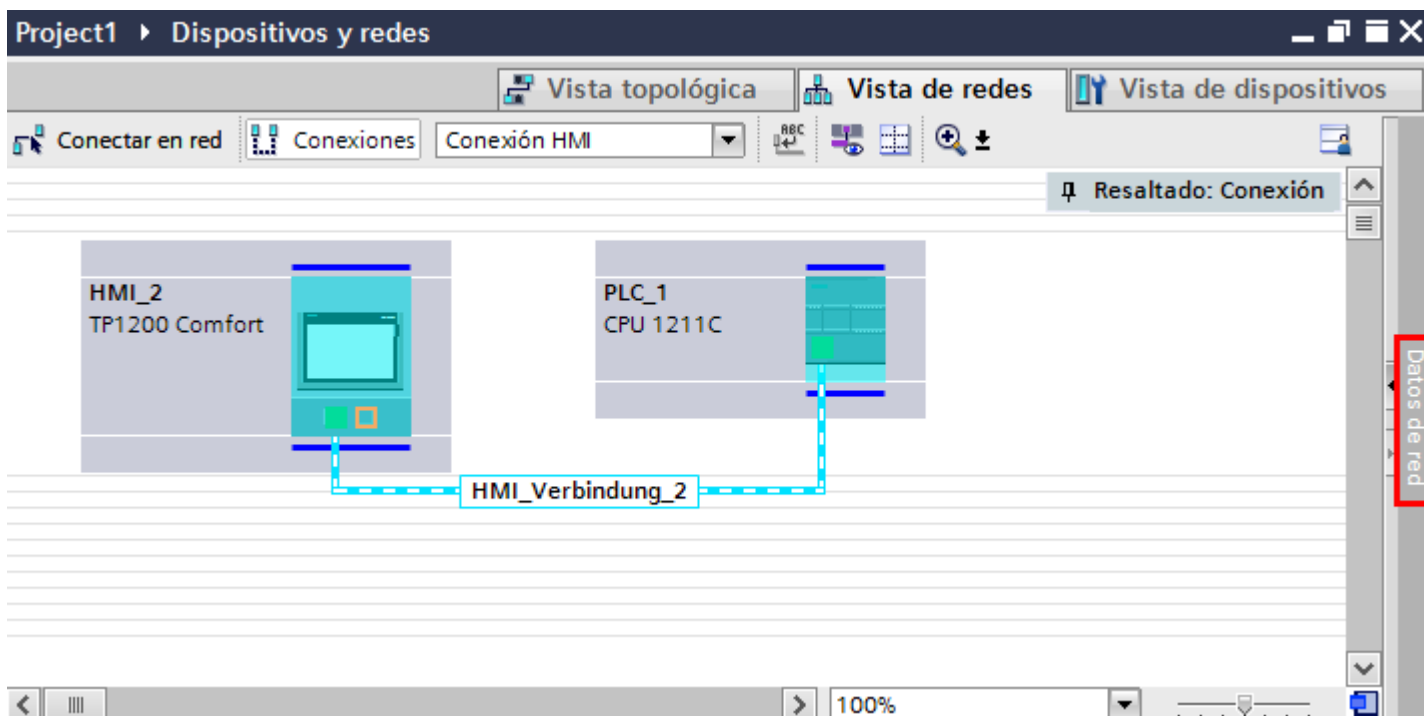 Project1 ▸ Dispositivos y redes
Vista topológica Vista de redes Vista de dispositivos
Conectar en red Conexiones Conexión HMI ABC
Resaltado: Conexión
HMI_2
TP1200 Comfort
PLC_1
CPU 1211C
HMI_Verbindung_2
Datos de red
100%